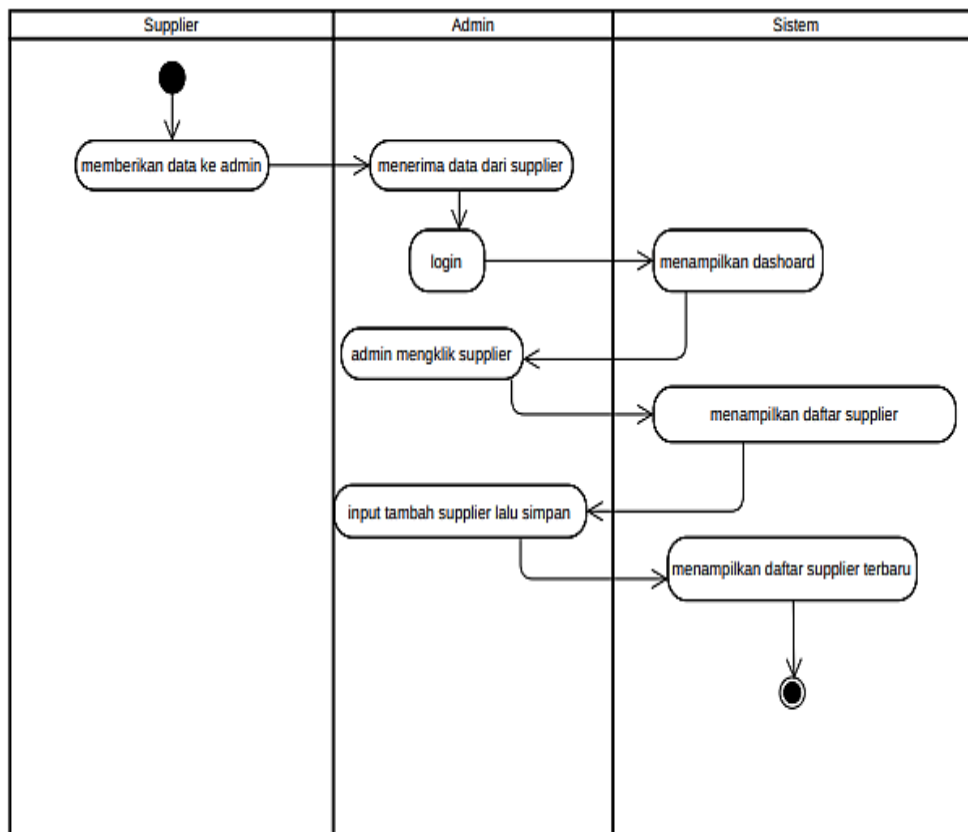 Supplier
Admin
Sistem
memberikan data ke admin
menerima data dari supplier
login
menampilkan dashoard
admin mengklik supplier
menampilkan daftar supplier
input tambah supplier lalu simpan
menampilkan daftar supplier terbaru